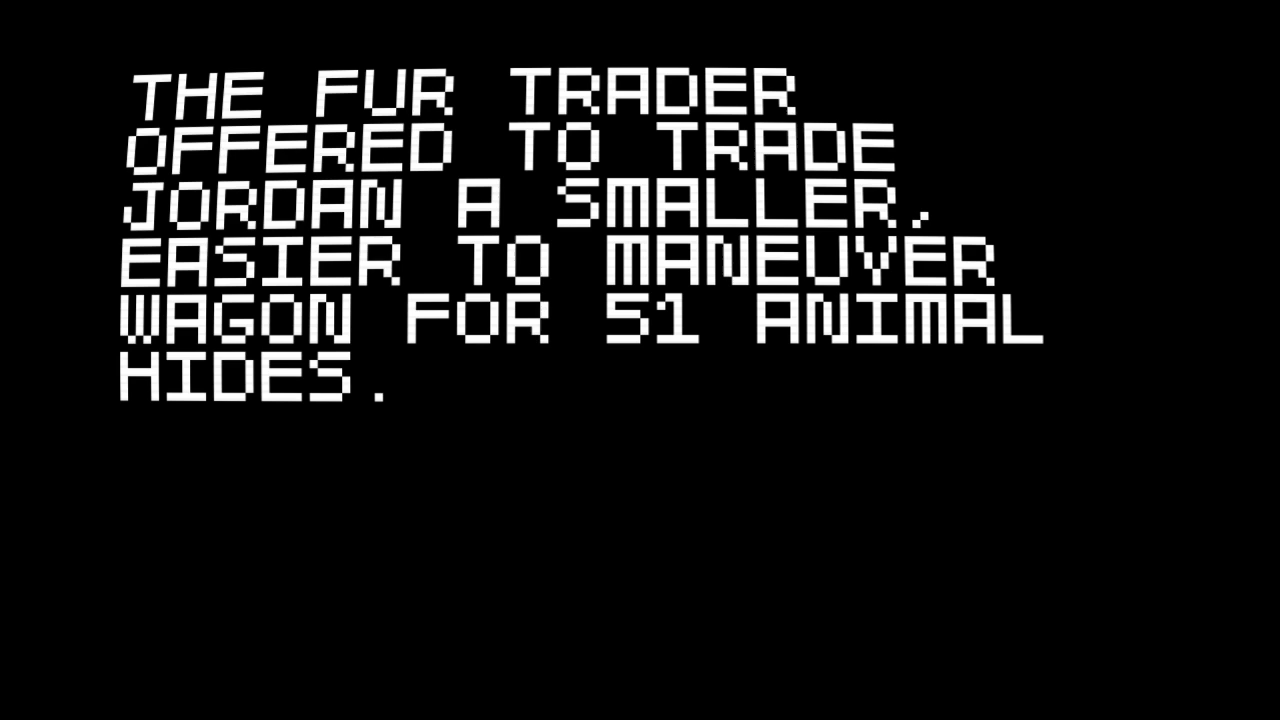 THE FUR TRADER
OFFERED TO TRADE
JORDAN A SMALLER,
EASIER TO MANEUVER
WAGON FOR 51 ANIMAL
HIDES.